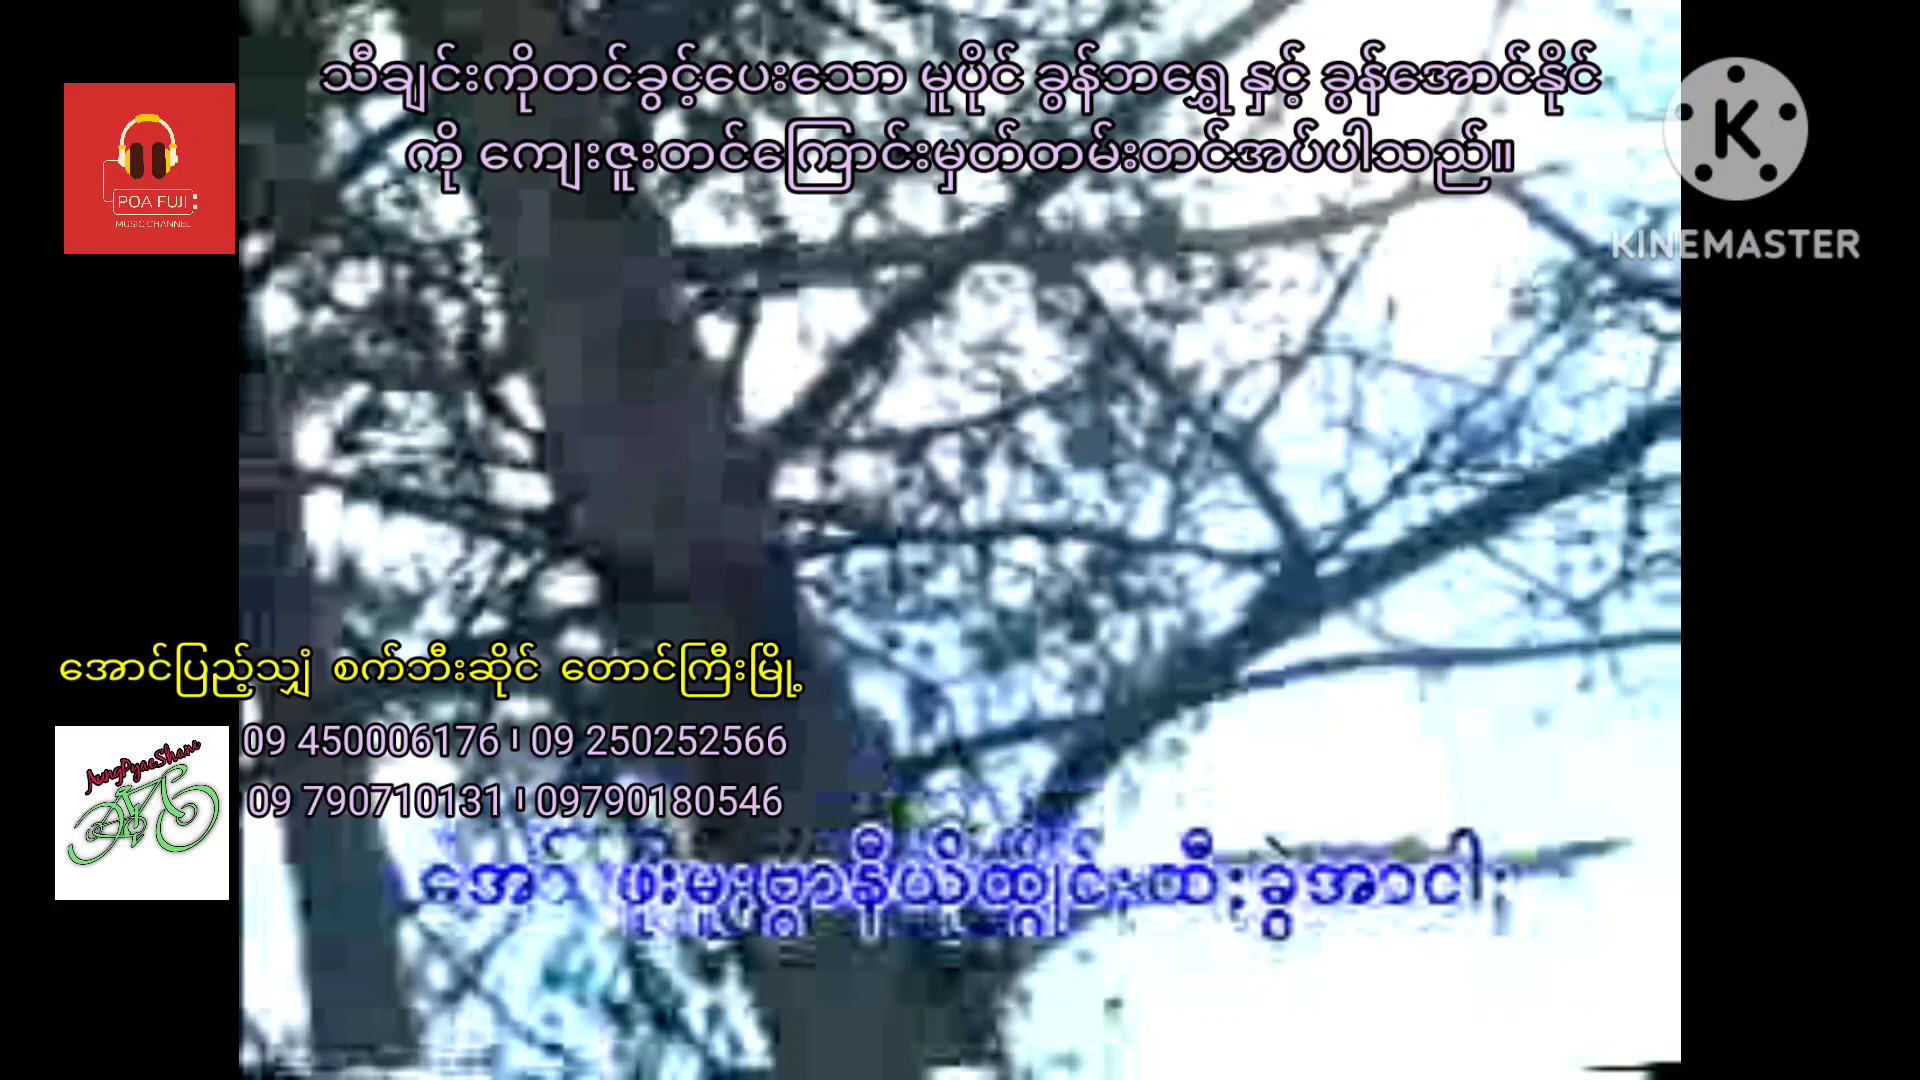 သီချင်းကိုတင်ခွင့်ပေးသော မူပိုင် ခွန်ဘရွှေ နှင့် ခွန်အောင်နိုင်
ကို ကျေးဇူးတင်ကြောင်းမှတ်တမ်းတင်အပ်ပါသည်။
POA FUJI
MUSIC CHANNEL
K
KINEMASTER
အောင်ပြည့်သျှံ စက်ဘီးဆိုင် တောင်ကြီးမြို့
AungPyaeShan
09 450006176 ၊ 09 250252566
09 790710131 ၊ 09790180546